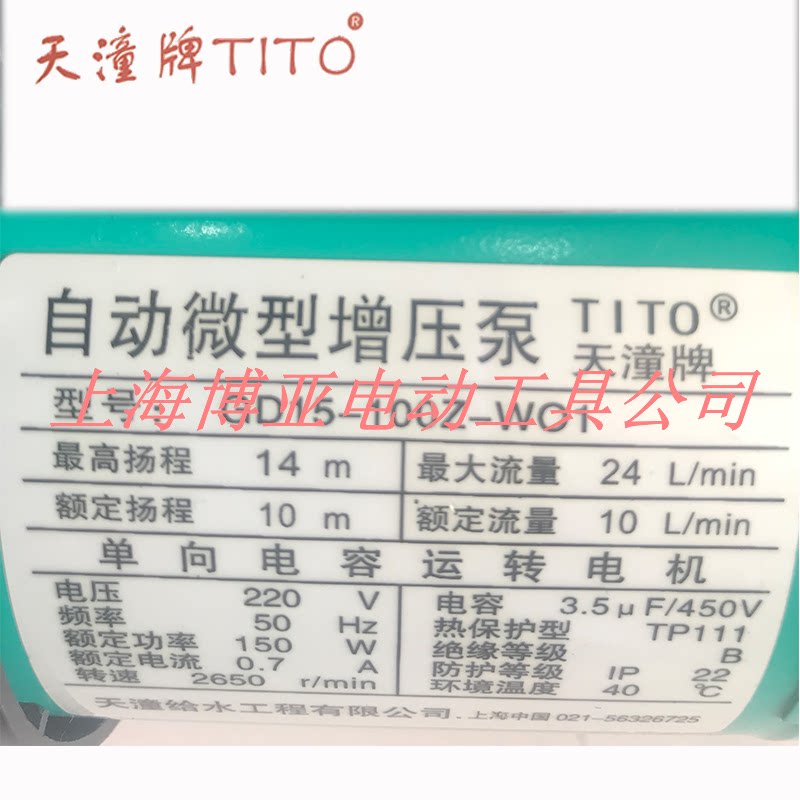 天潼牌TITO®
自动微型增压泵 TITO®
天潼牌
型号:
上海博亚电动工具公司
最高扬程 14 m 最大流量 24 L/min
额定扬程 10 m 额定流量 10 L/min
单向电容运转电机
电压 220 V 电容 3.5μF/450V
频率 50 Hz 热保护型 TP111
额定功率 150 W 绝缘等级 B
额定电流 0.7 A 防护等级 IP 22
转速 2650 r/min 环境温度 40 ℃
天潼给水工程有限公司.上海中国 021-56326725